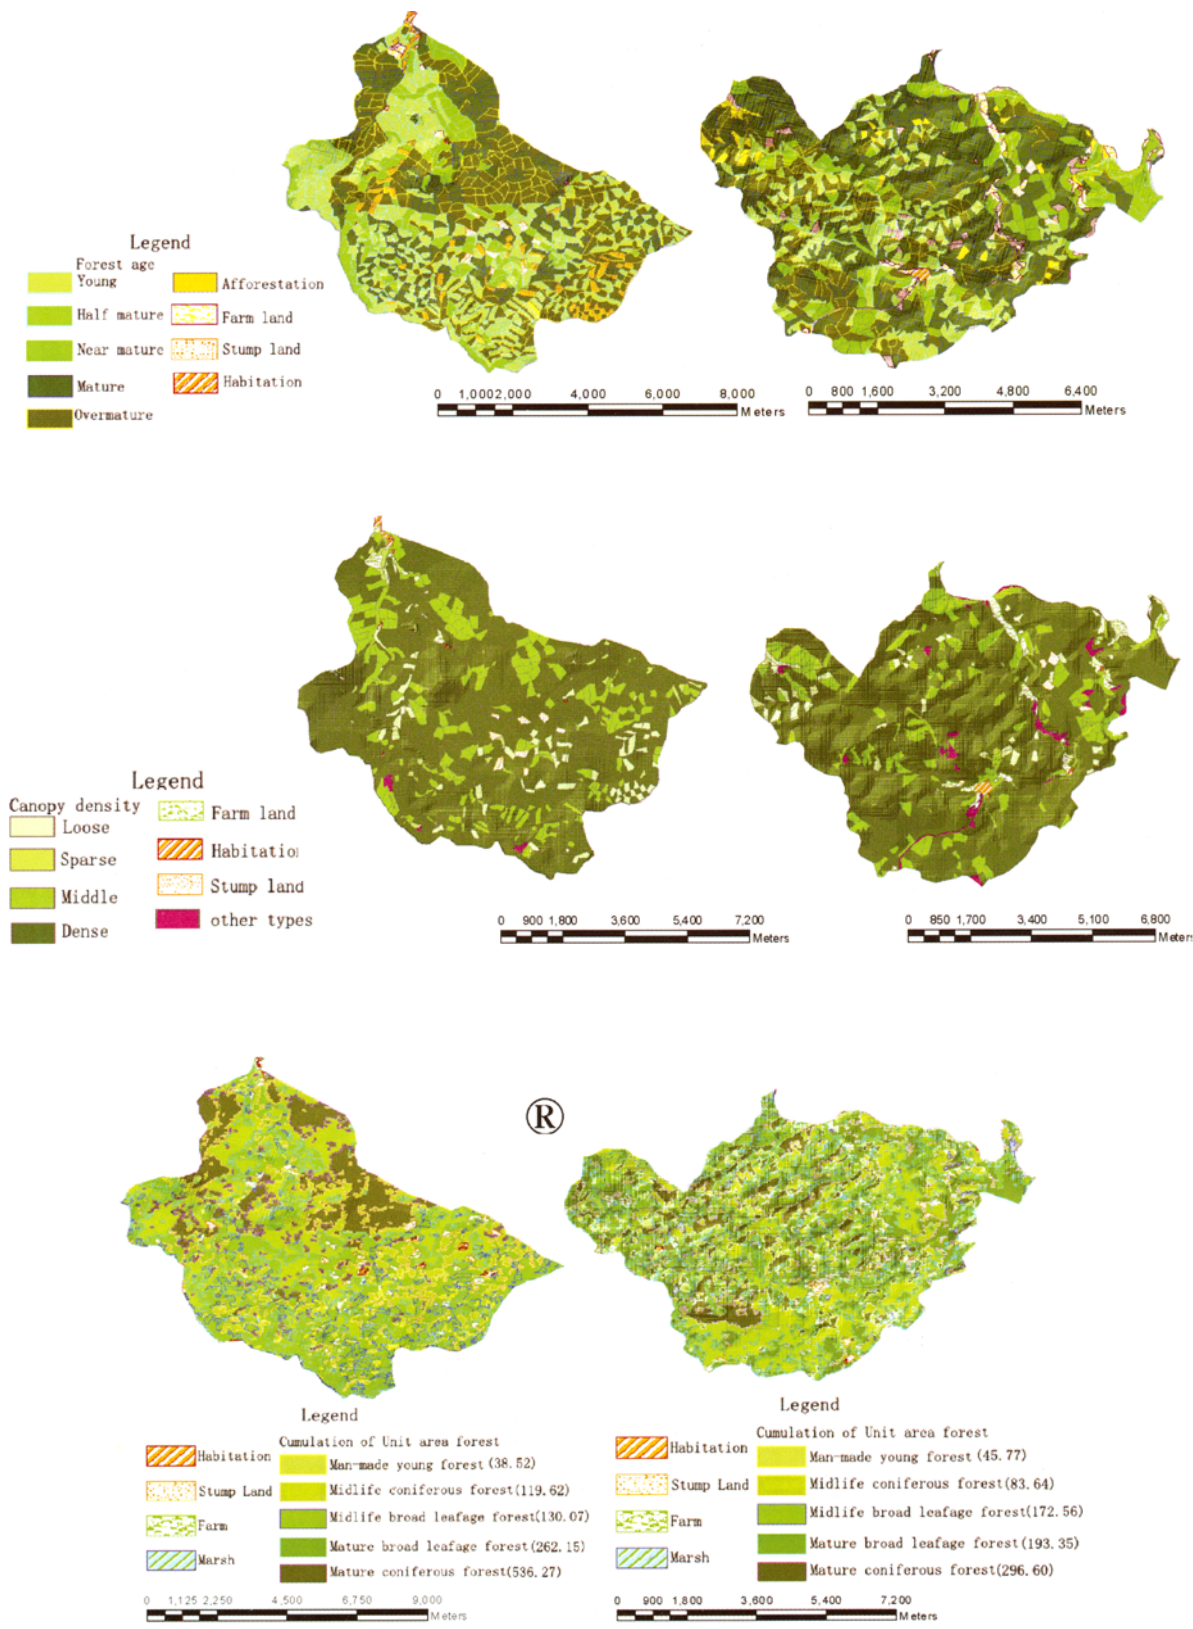 Legend
Forest age
Young
Half mature
Near mature
Mature
Overmature
Afforestation
Farm land
Stump land
Habitation
0 1,000 2,000 4,000 6,000 8,000
Meters
0 800 1,600 3,200 4,800 6,400
Meters
Legend
Canopy density
Loose
Sparse
Middle
Dense
Farm land
Habitation
Stump land
other types
0 900 1,800 3,600 5,400 7,200
Meters
0 850 1,700 3,400 5,100 6,800
Meters
®
Legend
Habitation
Stump Land
Farm
Marsh
Cumulation of Unit area forest
Man-made young forest (38.52)
Midlife coniferous forest(119.62)
Midlife broad leafage forest(130.07)
Mature broad leafage forest(262.15)
Mature coniferous forest(536.27)
0 1,125 2,250 4,500 6,750 9,000
Meters
Legend
Habitation
Stump Land
Farm
Marsh
Cumulation of Unit area forest
Man-made young forest (45.77)
Midlife coniferous forest(83.64)
Midlife broad leafage forest(172.56)
Mature broad leafage forest(193.35)
Mature coniferous forest(296.60)
0 900 1,800 3,600 5,400 7,200
Meters